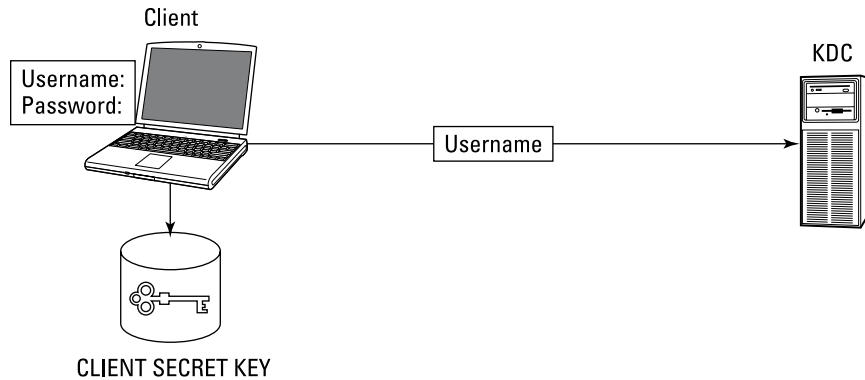 Client
KDC
Username:
Password:
Username
CLIENT SECRET KEY